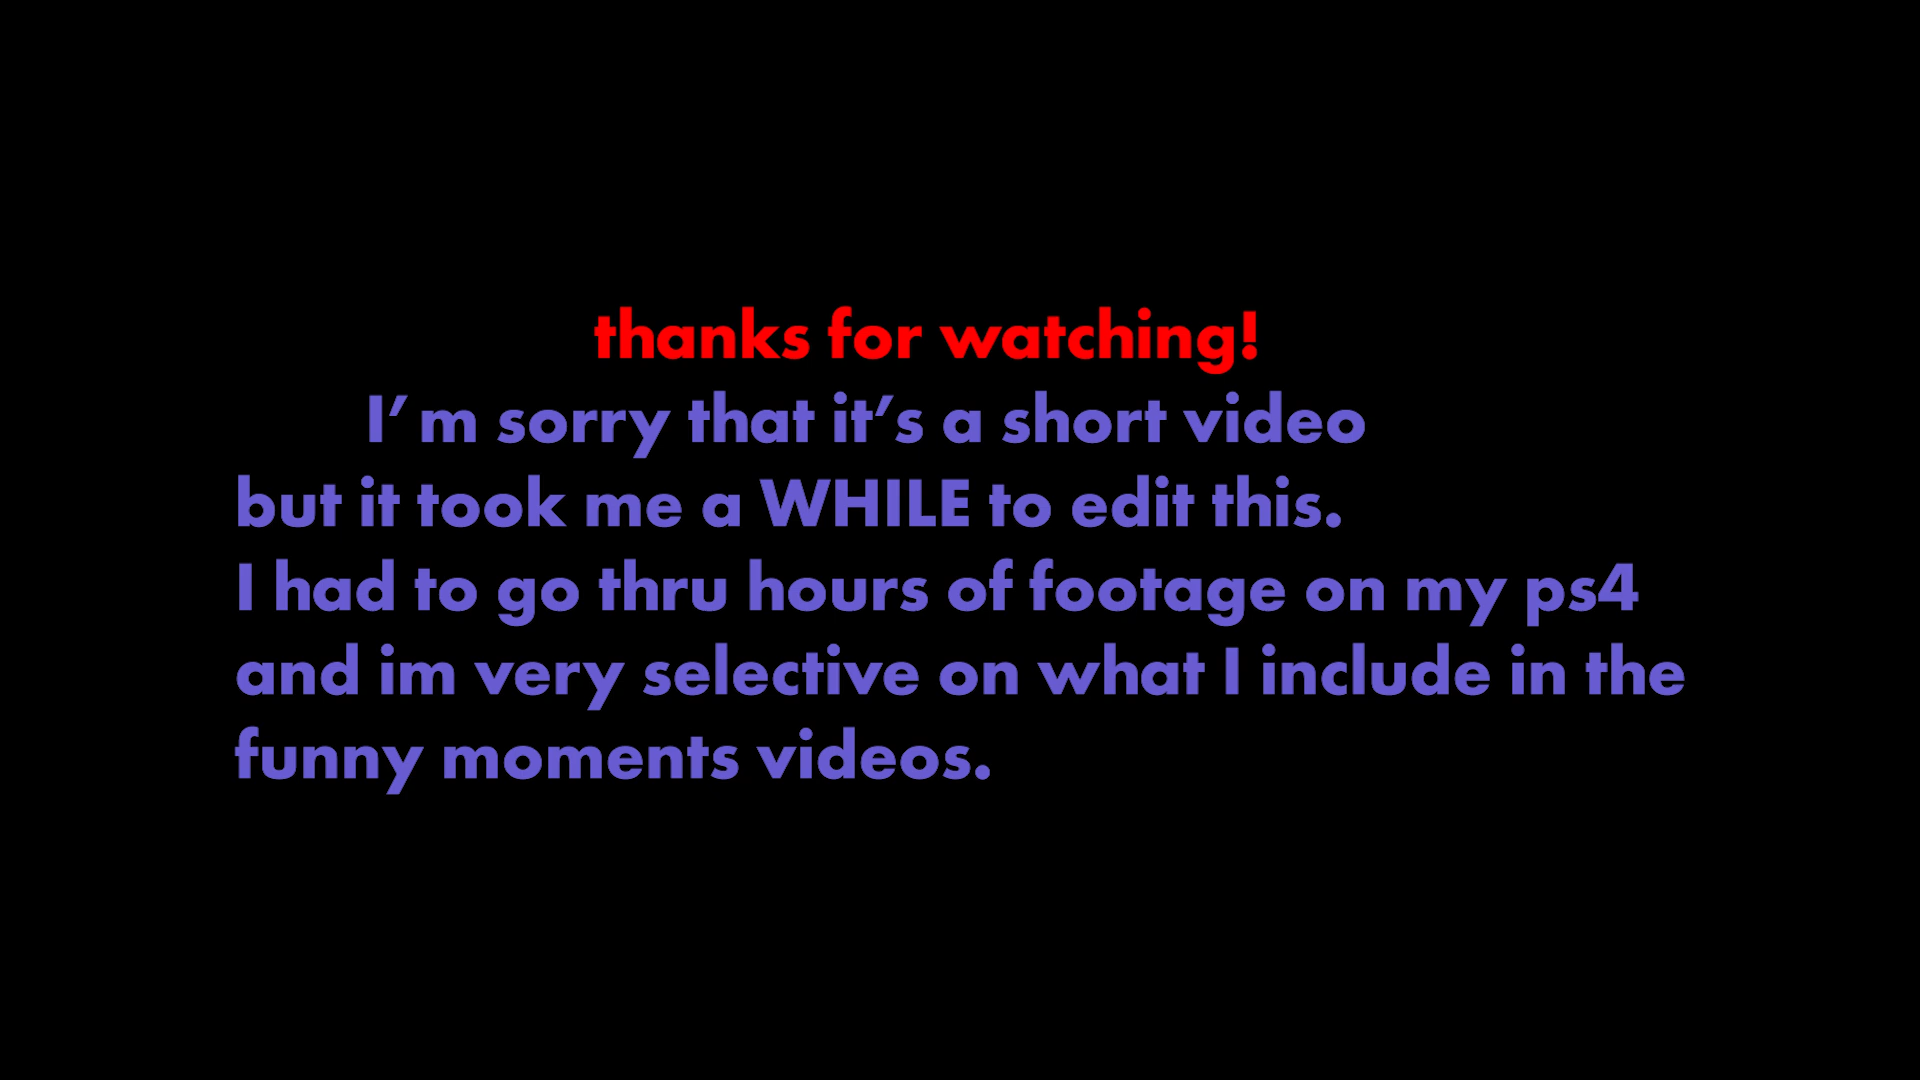 thanks for watching!
I’m sorry that it’s a short video
but it took me a WHILE to edit this.
I had to go thru hours of footage on my ps4
and im very selective on what I include in the
funny moments videos.